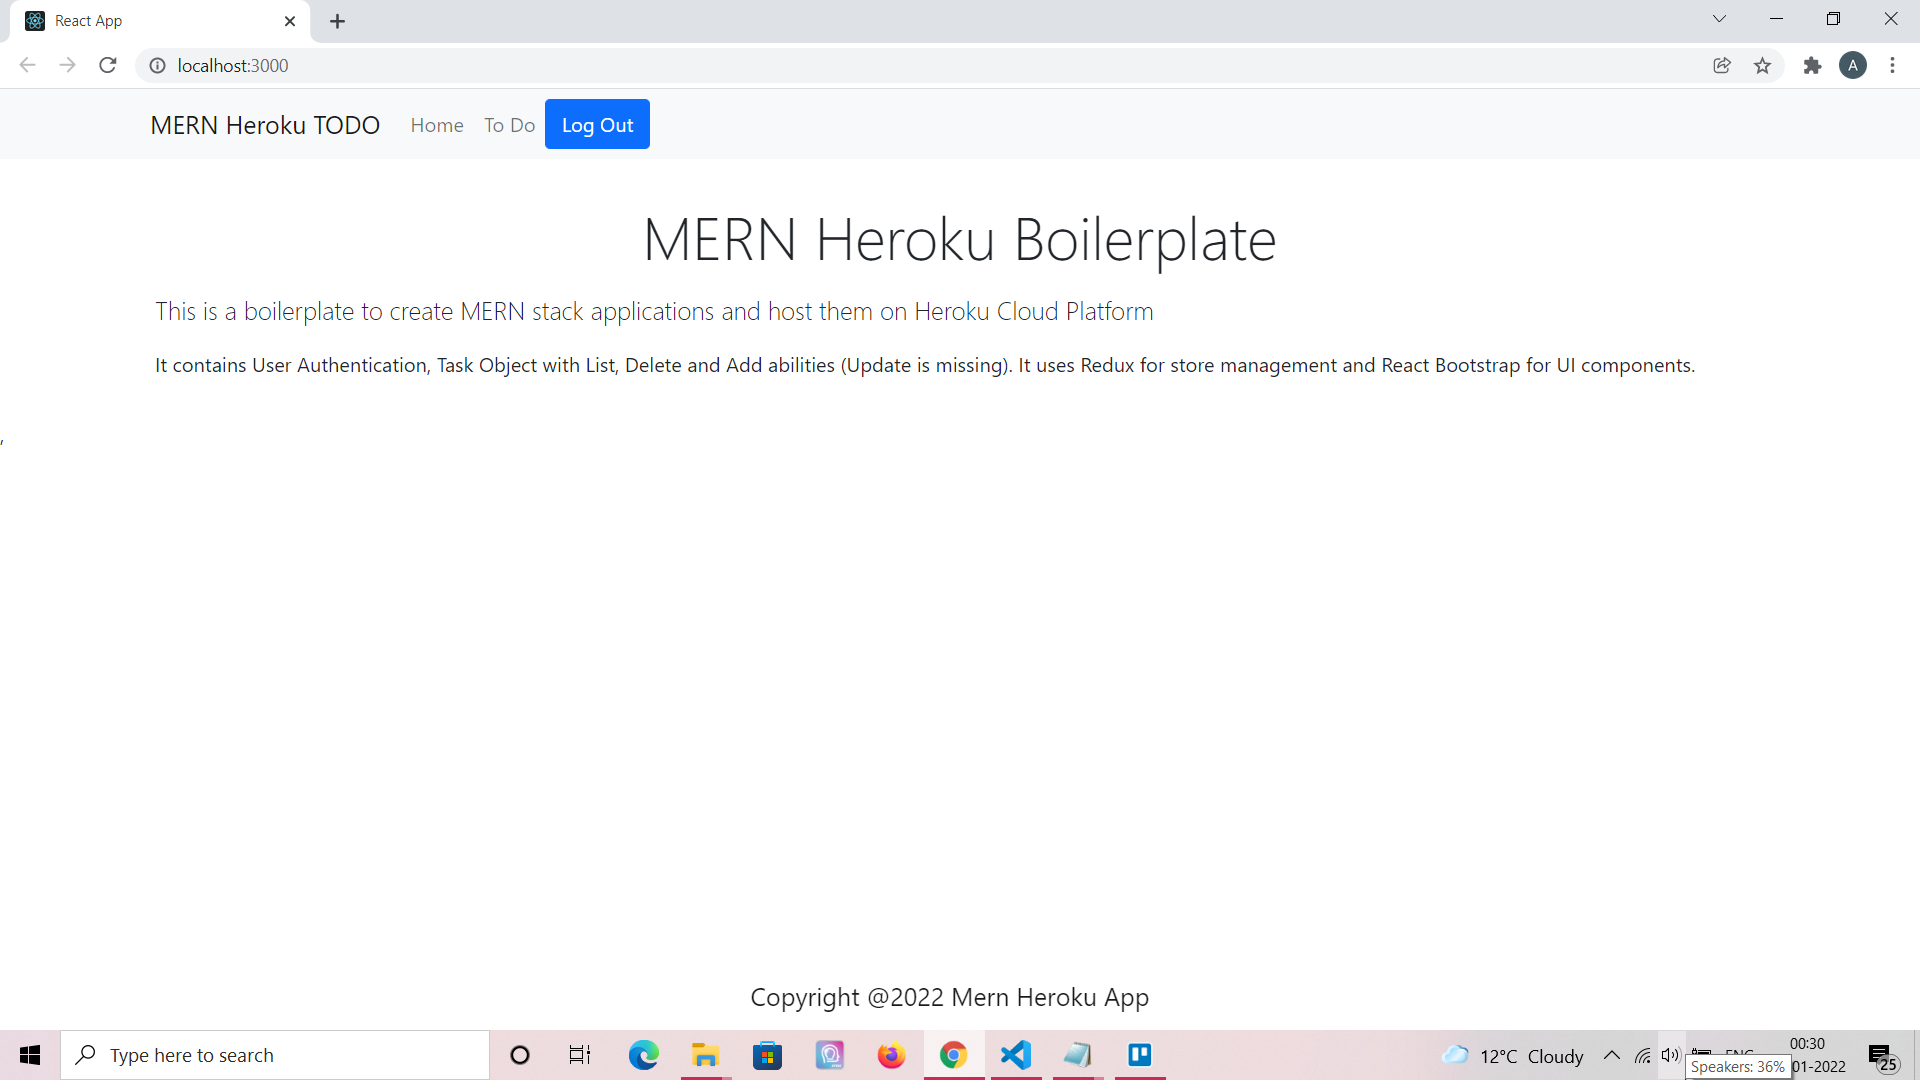 React App
localhost:3000
A
MERN Heroku TODO Home To Do Log Out
MERN Heroku Boilerplate
This is a boilerplate to create MERN stack applications and host them on Heroku Cloud Platform
It contains User Authentication, Task Object with List, Delete and Add abilities (Update is missing). It uses Redux for store management and React Bootstrap for UI components.
,
Copyright @2022 Mern Heroku App
Type here to search
12°C Cloudy
00:30
01-2022
25
Speakers: 36%